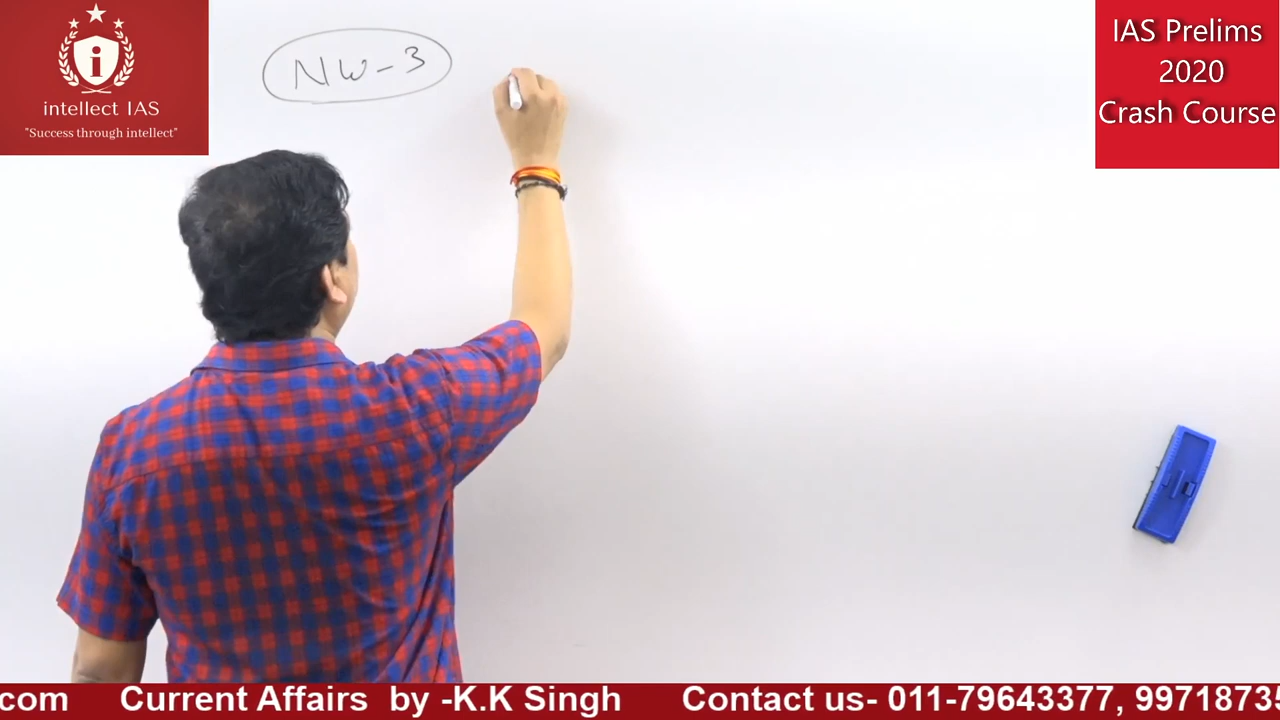 intellect IAS
"Success through intellect"
NW-3
IAS Prelims
2020
Crash Course
.com Current Affairs by -K.K Singh Contact us- 011-79643377, 9971873